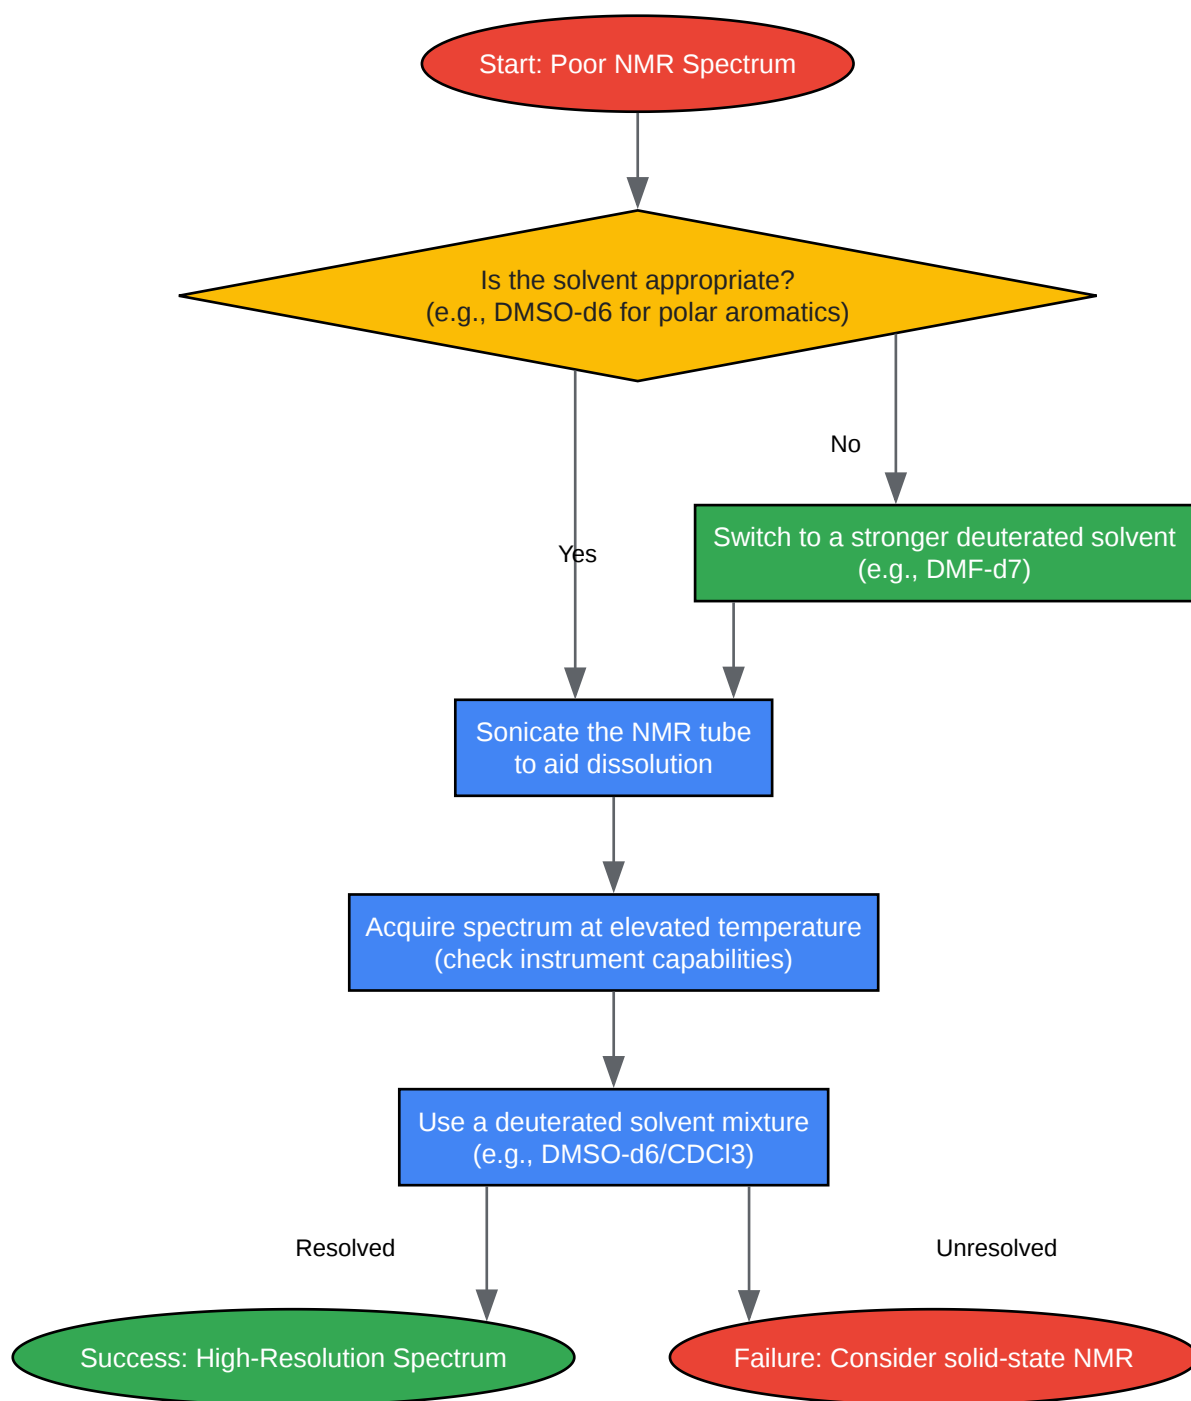 Start: Poor NMR Spectrum
Is the solvent appropriate?
(e.g., DMSO-d6 for polar aromatics)
No
Switch to a stronger deuterated solvent
(e.g., DMF-d7)
Yes
Sonicate the NMR tube
to aid dissolution
Acquire spectrum at elevated temperature
(check instrument capabilities)
Use a deuterated solvent mixture
(e.g., DMSO-d6/CDCl3)
Resolved
Unresolved
Success: High-Resolution Spectrum
Failure: Consider solid-state NMR